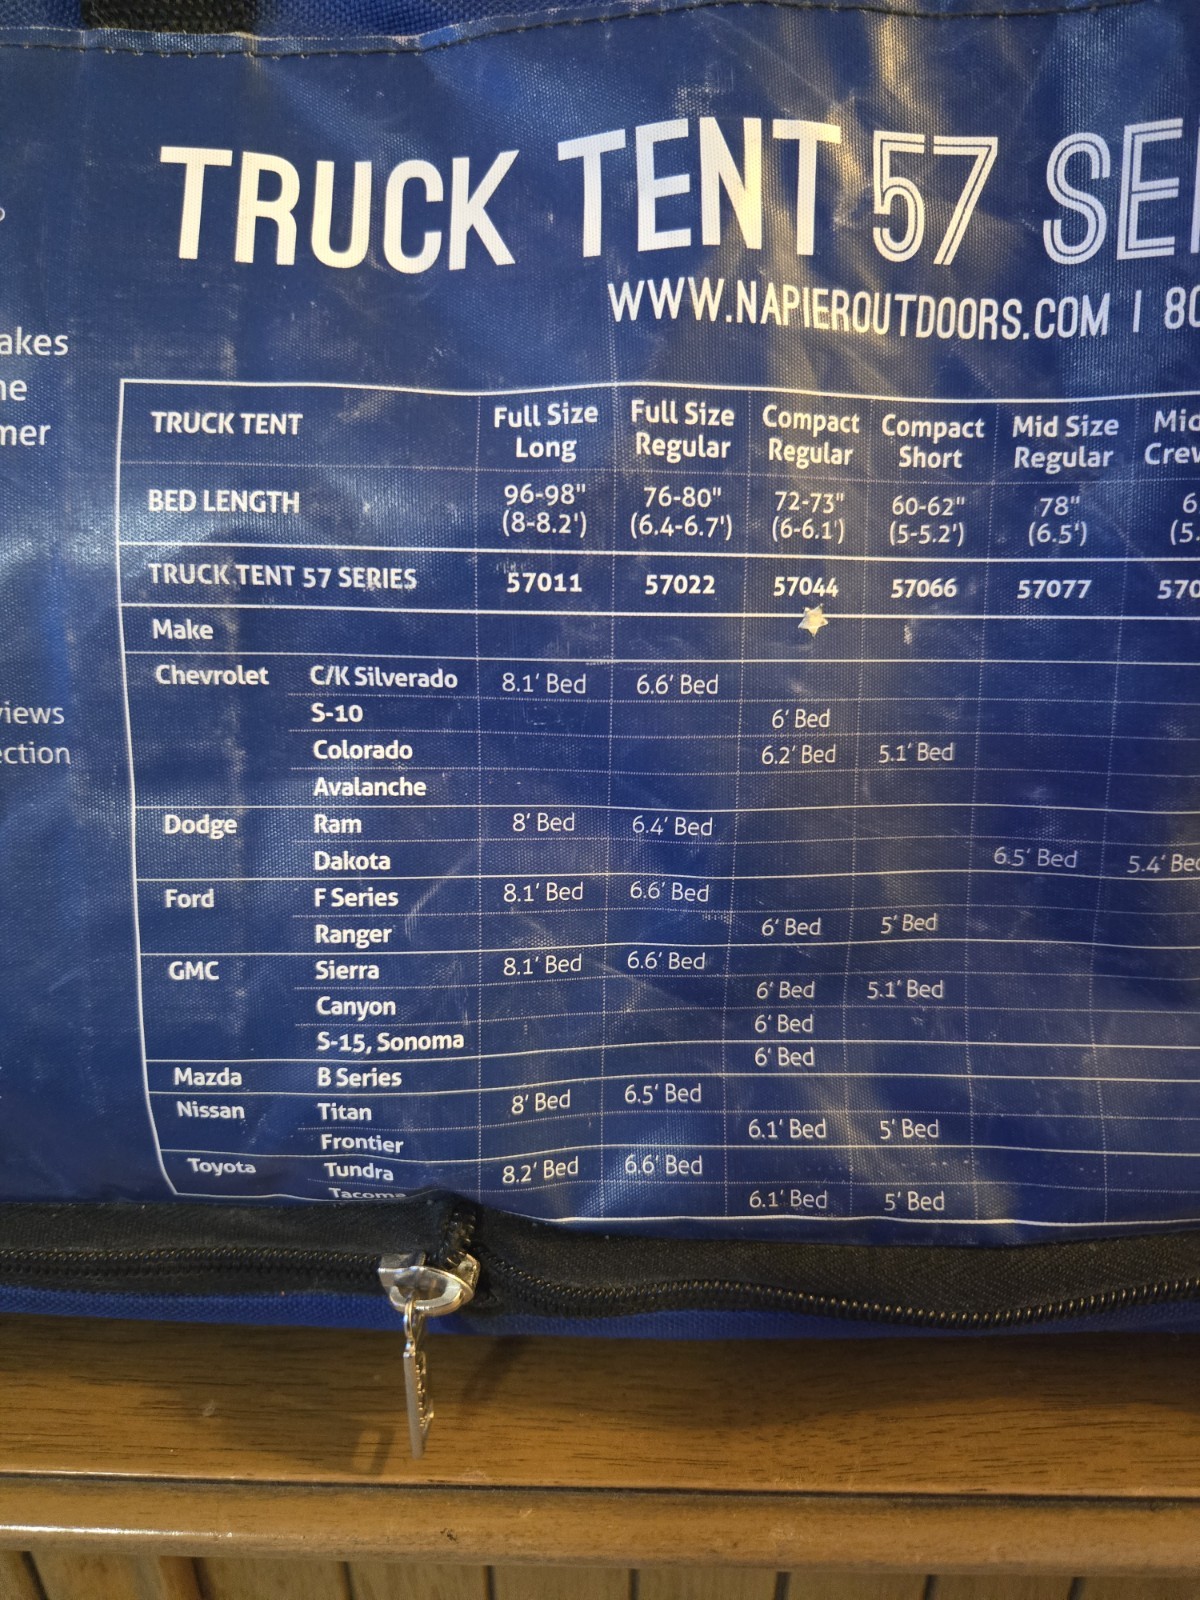 TRUCK TENT 57
WWW.NAPIEROUTDOORS.COM |
TRUCK TENT Full Size Long Full Size Regular Compact Regular Compact Short Mid Size Regular
BED LENGTH 96-98" (8-8.2') 76-80" (6.4-6.7') 72-73" (6-6.1') 60-62" (5-5.2') 78" (6.5')
TRUCK TENT 57 SERIES 57011 57022 57044 57066 57077
Make
Chevrolet C/K Silverado 8.1' Bed 6.6' Bed
S-10 6' Bed
Colorado 6.2' Bed 5.1' Bed
Avalanche
Dodge Ram 8' Bed 6.4' Bed
Dakota 6.5' Bed 5.4' Bed
Ford F Series 8.1' Bed 6.6' Bed
Ranger 6' Bed 5' Bed
GMC Sierra 8.1' Bed 6.6' Bed
Canyon 6' Bed 5.1' Bed
S-15, Sonoma 6' Bed
Mazda B Series 6' Bed
Nissan Titan 8' Bed 6.5' Bed
Frontier 6.1' Bed 5' Bed
Toyota Tundra 8.2' Bed 6.6' Bed
Tacoma 6.1' Bed 5' Bed